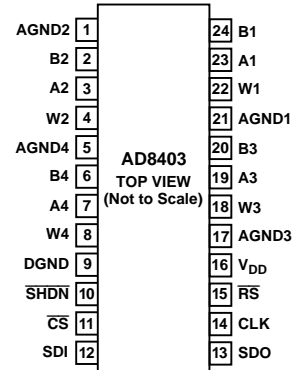 AGND2 1
B2 2
A2 3
W2 4
AGND4 5
B4 6
A4 7
W4 8
DGND 9
SHDN 10
CS 11
SDI 12
AD8403
TOP VIEW
(Not to Scale)
24 B1
23 A1
22 W1
21 AGND1
20 B3
19 A3
18 W3
17 AGND3
16 VDD
15 RS
14 CLK
13 SDO